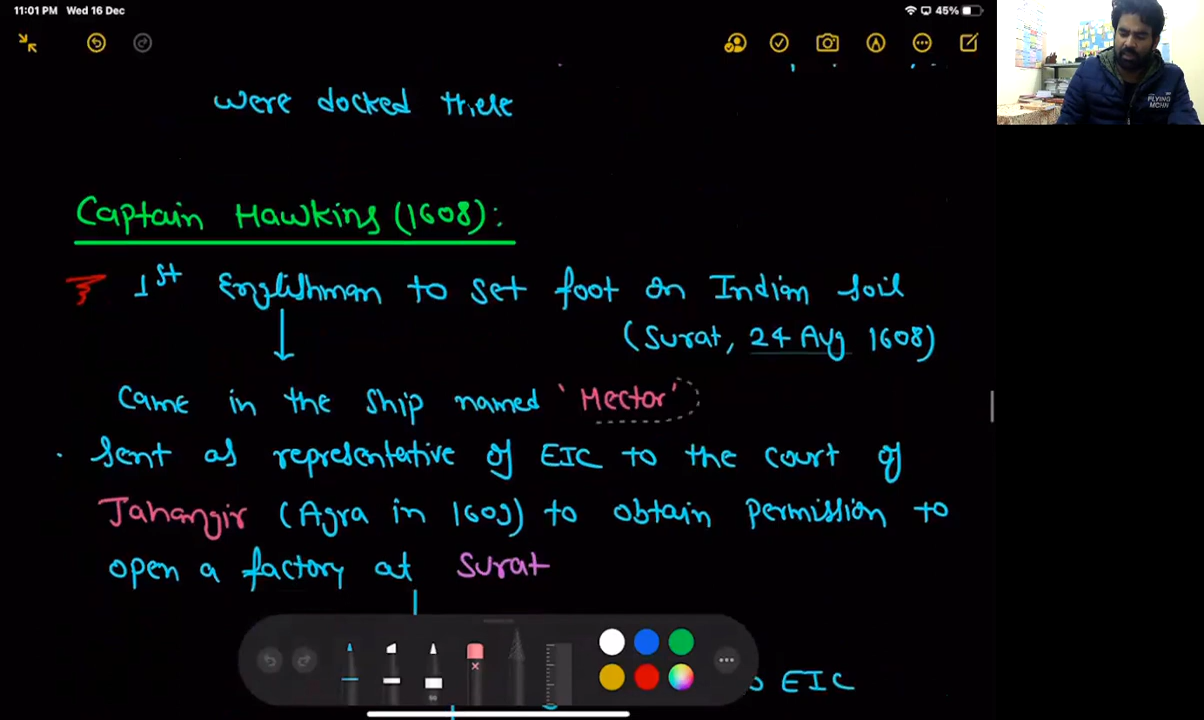 11:01 PM Wed 16 Dec
45%
were docked there
FLYING
Captain Hawkins (1608):
1st Englishman to set foot on Indian soil
(Surat, 24 Aug 1608)
Came in the ship named 'Hector'
Sent as representative of EIC to the court of
Jahangir (Agra in 1609) to obtain permission to
open a factory at Surat
EIC